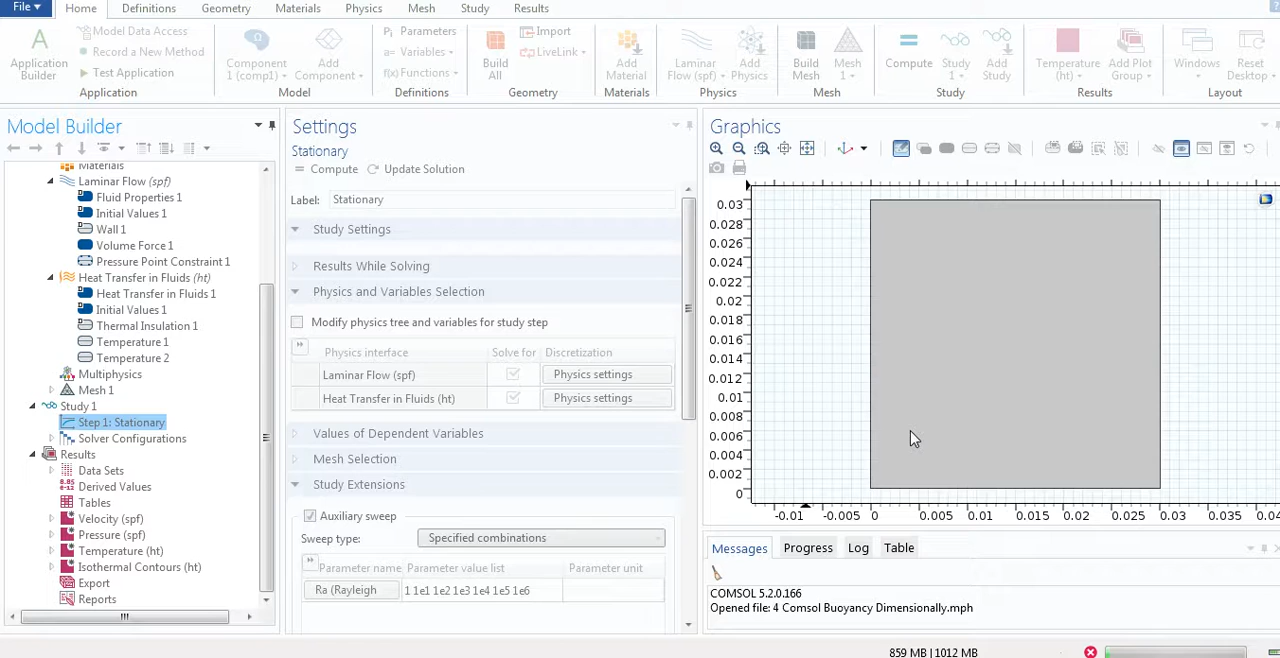 File
Home
Definitions
Geometry
Materials
Physics
Mesh
Study
Results
Application Builder
Model Data Access
Record a New Method
Test Application
Application
Component 1 (comp1)
Add Component
Model
Pi Parameters
a= Variables
f(x) Functions
Definitions
Build All
Import
LiveLink
Geometry
Add Material
Materials
Laminar Flow (spf)
Add Physics
Physics
Build Mesh
Mesh 1
Mesh
Compute
Study 1
Add Study
Study
Temperature (ht)
Add Plot Group
Results
Windows
Reset Desktop
Layout
Model Builder
Materials
Laminar Flow (spf)
Fluid Properties 1
Initial Values 1
Wall 1
Volume Force 1
Pressure Point Constraint 1
Heat Transfer in Fluids (ht)
Heat Transfer in Fluids 1
Initial Values 1
Thermal Insulation 1
Temperature 1
Temperature 2
Multiphysics
Mesh 1
Study 1
Step 1: Stationary
Solver Configurations
Results
Data Sets
8.85
e-12
Derived Values
Tables
Velocity (spf)
Pressure (spf)
Temperature (ht)
Isothermal Contours (ht)
Export
Reports
Settings
Stationary
= Compute
Update Solution
Label: Stationary
Study Settings
Results While Solving
Physics and Variables Selection
Modify physics tree and variables for study step
Physics interface Solve for Discretization
Laminar Flow (spf) Physics settings
Heat Transfer in Fluids (ht) Physics settings
Values of Dependent Variables
Mesh Selection
Study Extensions
Auxiliary sweep
Sweep type: Specified combinations
Parameter name Parameter value list Parameter unit
Ra (Rayleigh 1 1e1 1e2 1e3 1e4 1e5 1e6
Graphics
0.03
0.028
0.026
0.024
0.022
0.02
0.018
0.016
0.014
0.012
0.01
0.008
0.006
0.004
0.002
0
-0.01 -0.005 0 0.005 0.01 0.015 0.02 0.025 0.03 0.035 0.04
Messages Progress Log Table
COMSOL 5.2.0.166
Opened file: 4 Comsol Buoyancy Dimensionally.mph
859 MB | 1012 MB